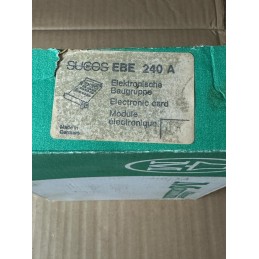 SUCOS EBE 240 A
Elektronische
Baugruppe
Electronic card
Module
électronique
Made in
Germany